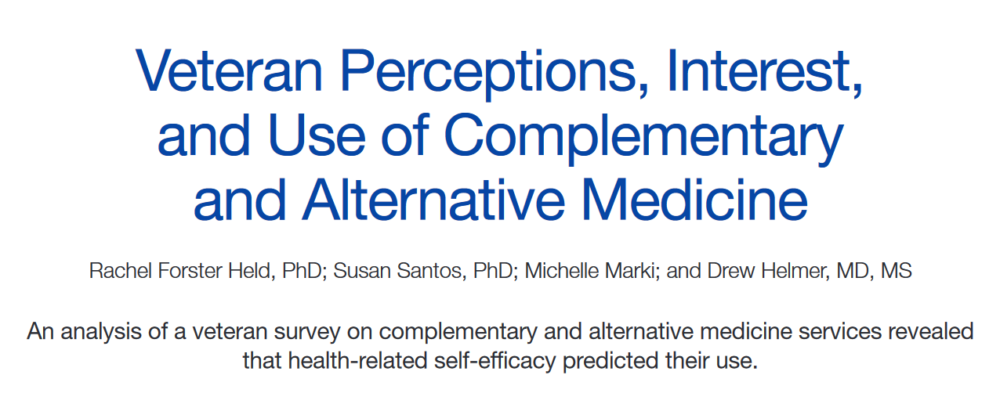 Veteran Perceptions, Interest,
and Use of Complementary
and Alternative Medicine
Rachel Forster Held, PhD; Susan Santos, PhD; Michelle Marki; and Drew Helmer, MD, MS
An analysis of a veteran survey on complementary and alternative medicine services revealed
that health-related self-efficacy predicted their use.